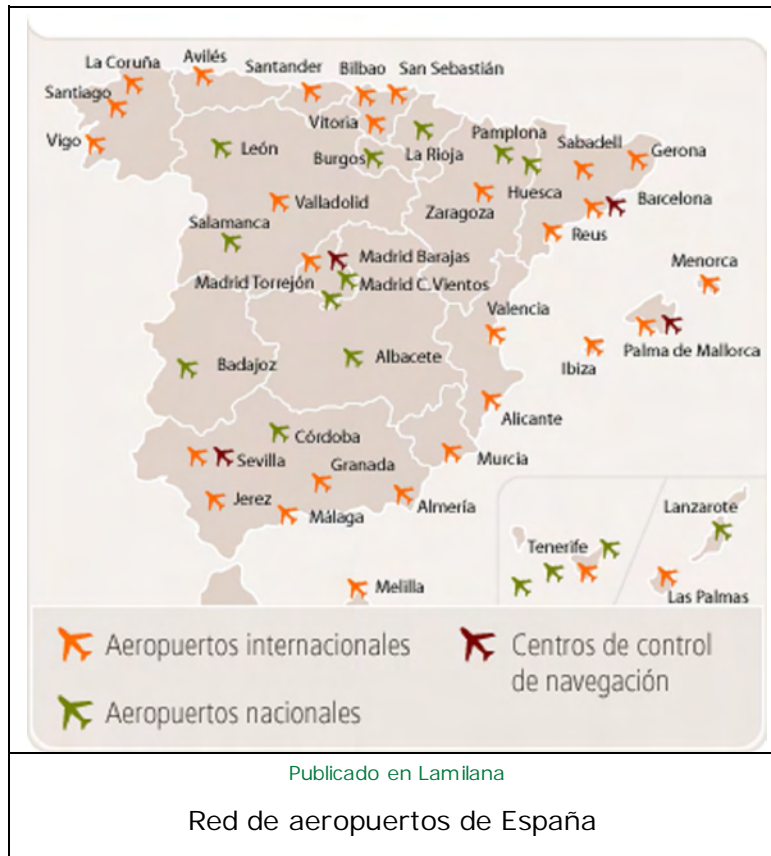 La Coruña
Avilés
Santander
Bilbao
San Sebastián
Santiago
Vigo
Vitoria
León
Burgos
La Rioja
Pamplona
Sabadell
Gerona
Valladolid
Zaragoza
Huesca
Barcelona
Reus
Salamanca
Madrid Barajas
Madrid Torrejón
Madrid C.Vientos
Menorca
Valencia
Palma de Mallorca
Ibiza
Badajoz
Albacete
Alicante
Córdoba
Sevilla
Granada
Murcia
Jerez
Málaga
Almería
Lanzarote
Tenerife
Melilla
Las Palmas
Aeropuertos internacionales
Centros de control
de navegación
Aeropuertos nacionales
Publicado en Lamilana
Red de aeropuertos de España